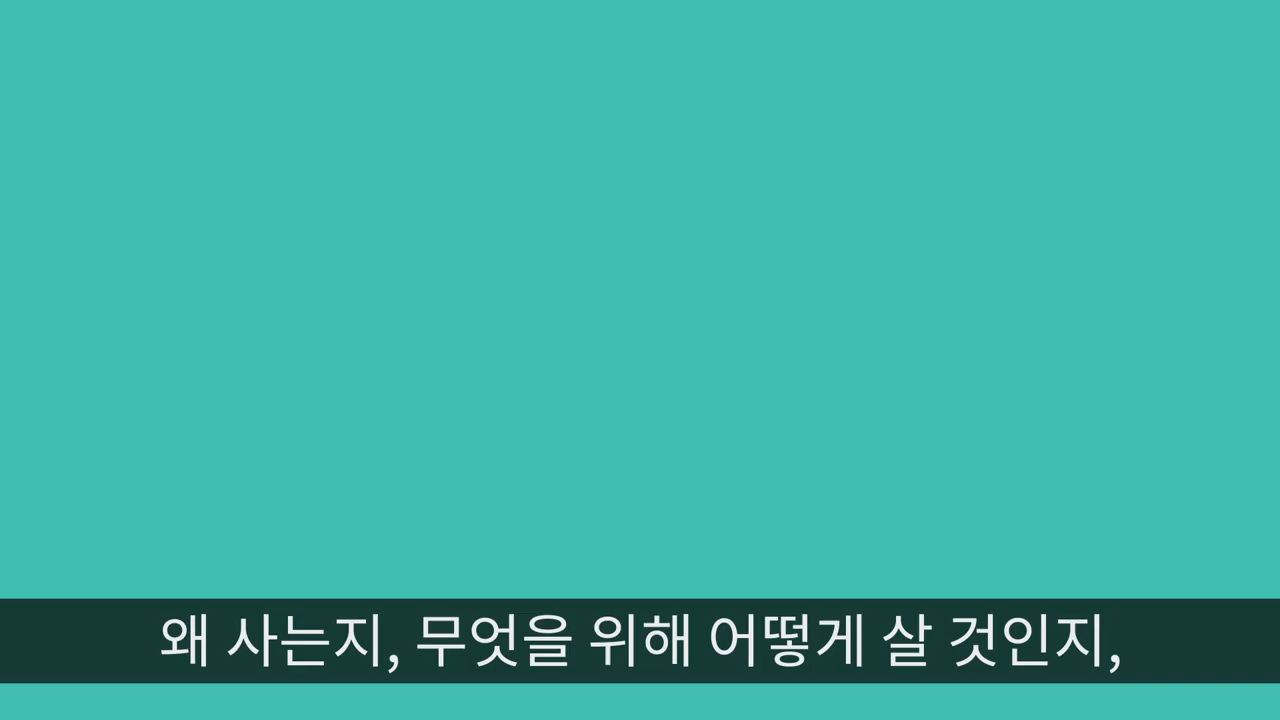 왜 사는지, 무엇을 위해 어떻게 살 것인지,